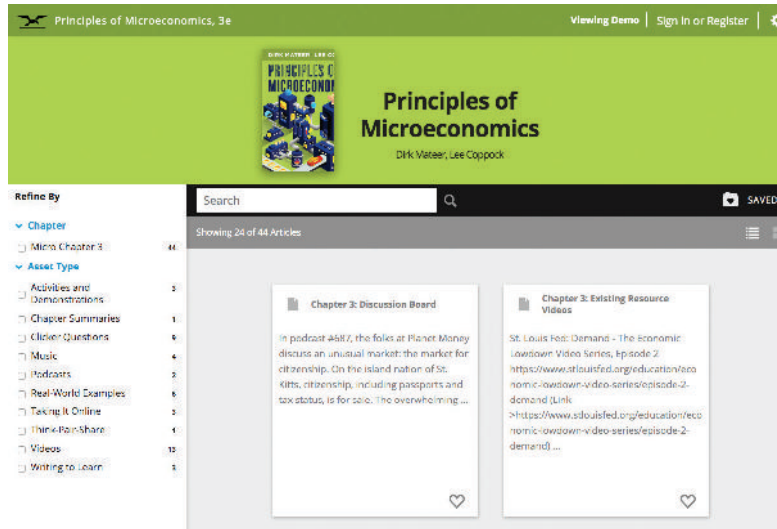 Principles of Microeconomics, 3e
Viewing Demo
Sign In or Register
DIRK MATEER LEE CO
PRINCIPLES O
MICROECONOM
Principles of
Microeconomics
Dirk Mateer, Lee Coppock
Refine By
Chapter
Micro Chapter 3 44
Asset Type
Activities and
Demonstrations
Chapter Summaries 1
Clicker Questions 9
Music 4
Podcasts 2
Real-World Examples 6
Taking It Online
Think-Pair-Share
Videos 13
Writing to Learn
Search
SAVED
Showing 24 of 44 Articles
Chapter 3: Discussion Board
In podcast #687, the folks at Planet Money
discuss an unusual market: the market for
citizenship. On the island nation of St.
Kitts, citizenship, including passports and
tax status, is for sale. The overwhelming ...
Chapter 3: Existing Resource
Videos
St. Louis Fed: Demand - The Economic
Lowdown Video Series, Episode 2
https://www.stlouisfed.org/education/eco
nomic-lowdown-video-series/episode-2-
demand (Link
>https://www.stlouisfed.org/education/eco
nomic-lowdown-video-series/episode-2-
demand) ...